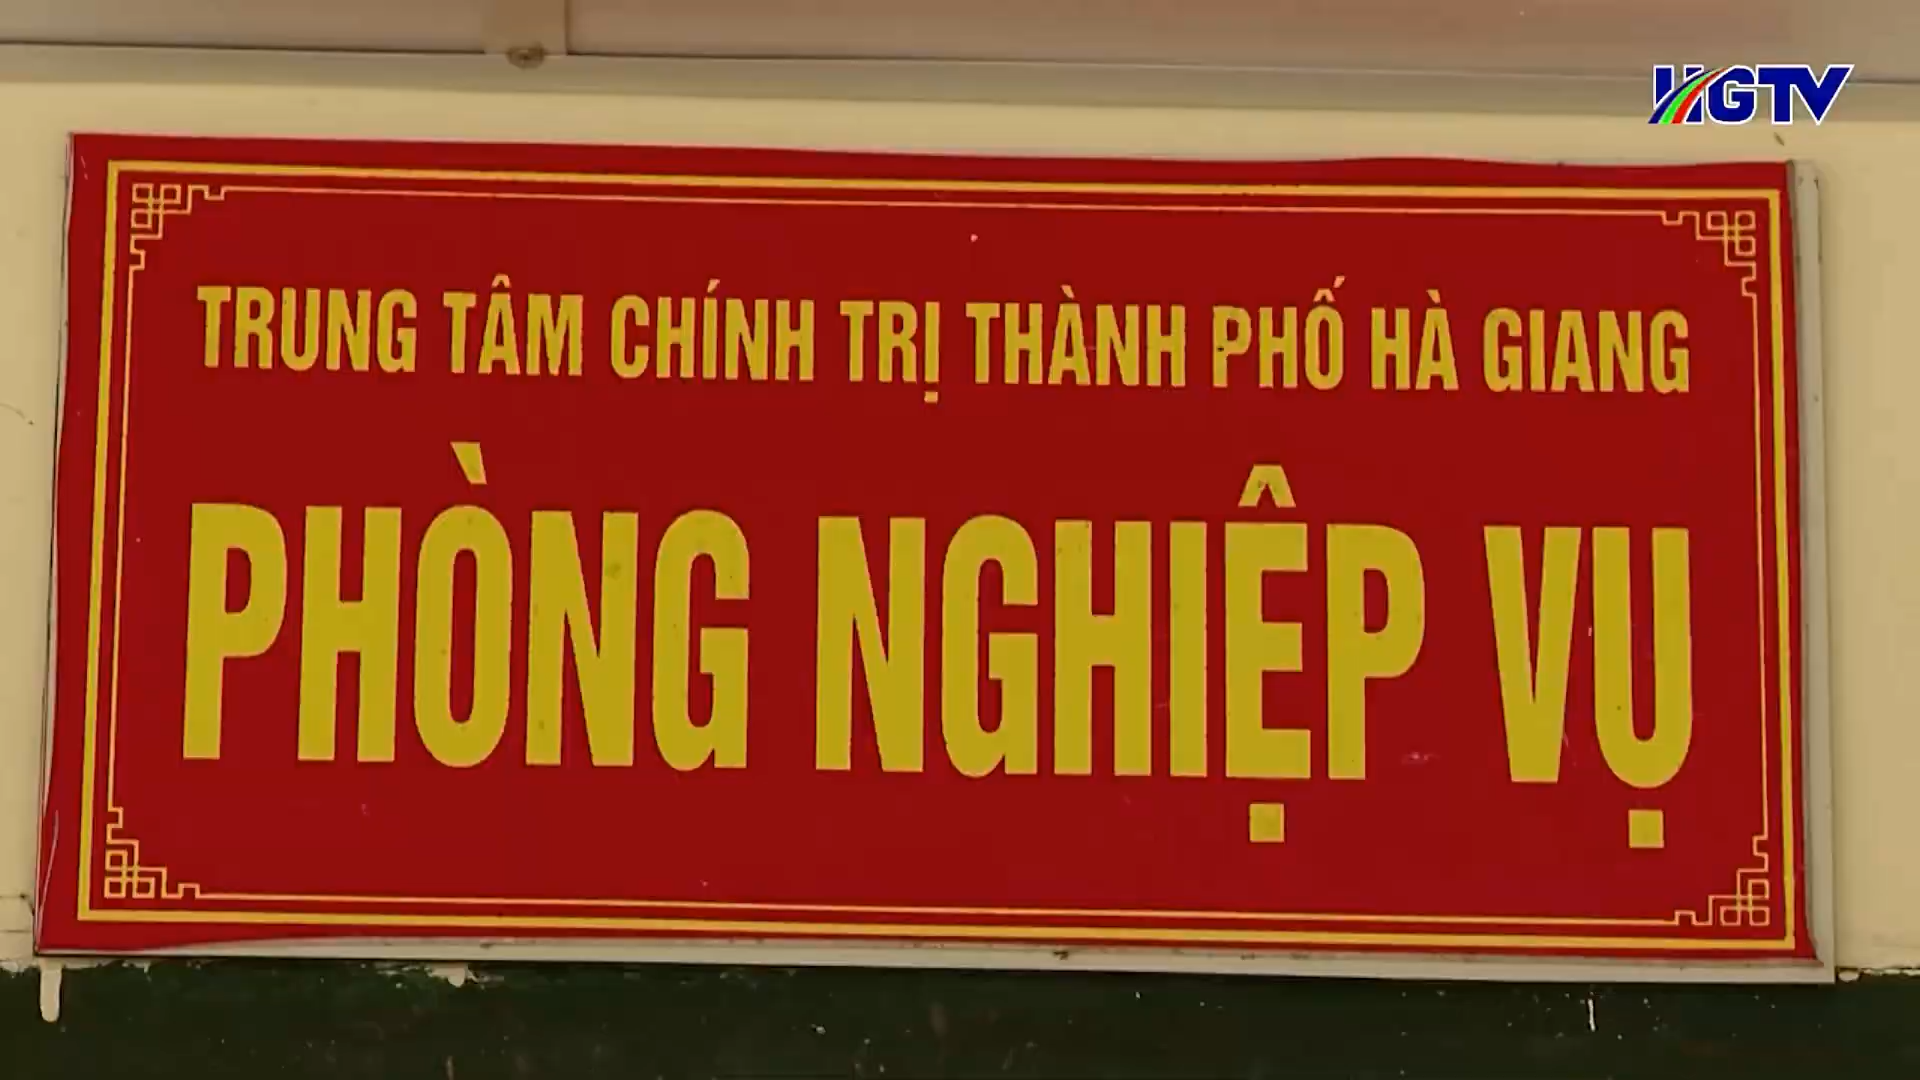 HGTV
TRUNG TÂM CHÍNH TRỊ THÀNH PHỐ HÀ GIANG
PHÒNG NGHIỆP VỤ